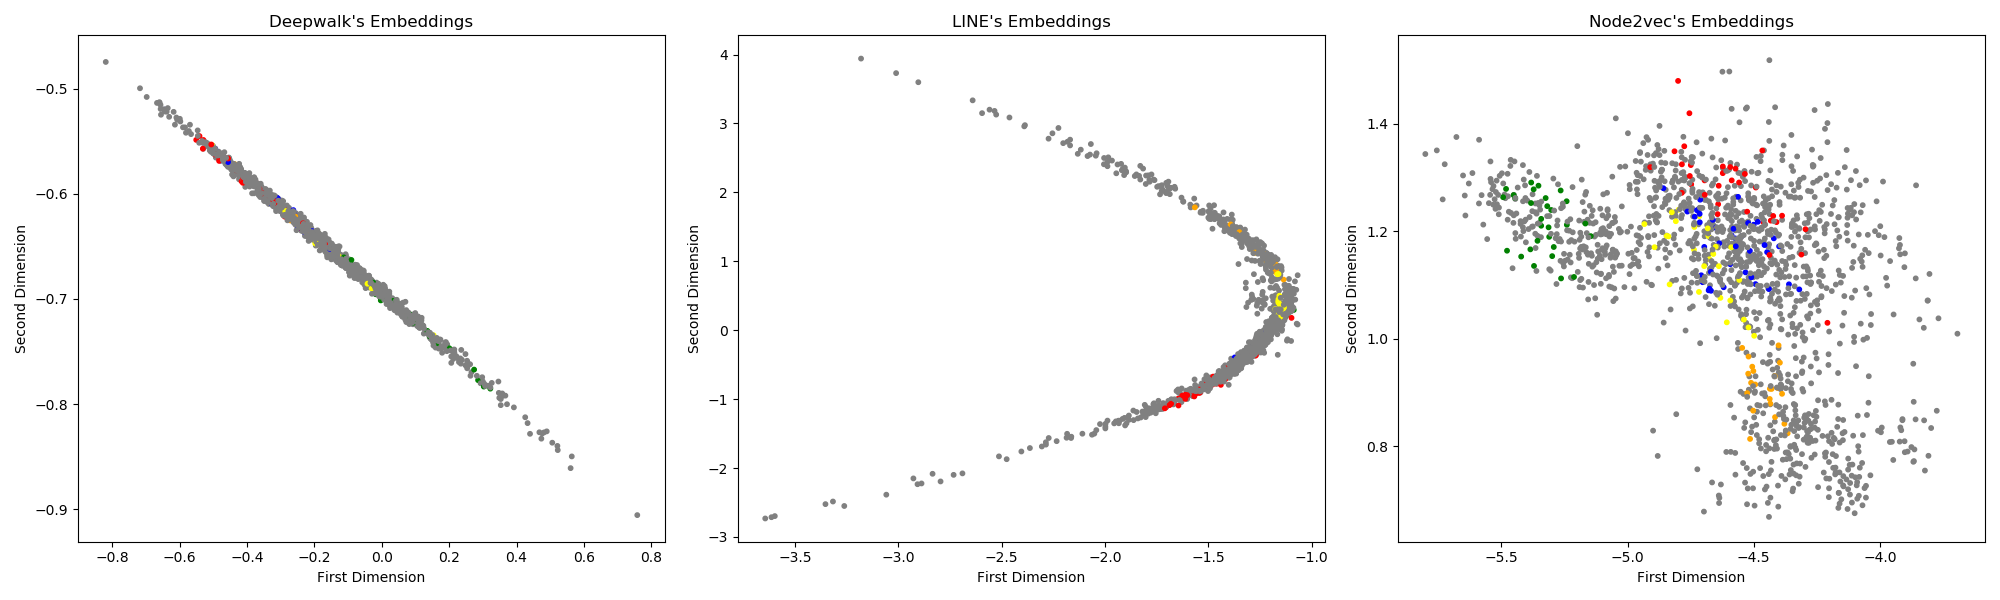 Deepwalk's Embeddings
−0.5
−0.6
−0.7
−0.8
−0.9
Second Dimension
−0.8 −0.6 −0.4 −0.2 0.0 0.2 0.4 0.6 0.8
First Dimension
LINE's Embeddings
4
3
2
1
0
−1
−2
−3
Second Dimension
−3.5 −3.0 −2.5 −2.0 −1.5 −1.0
First Dimension
Node2vec's Embeddings
1.4
1.2
1.0
0.8
Second Dimension
−5.5 −5.0 −4.5 −4.0
First Dimension